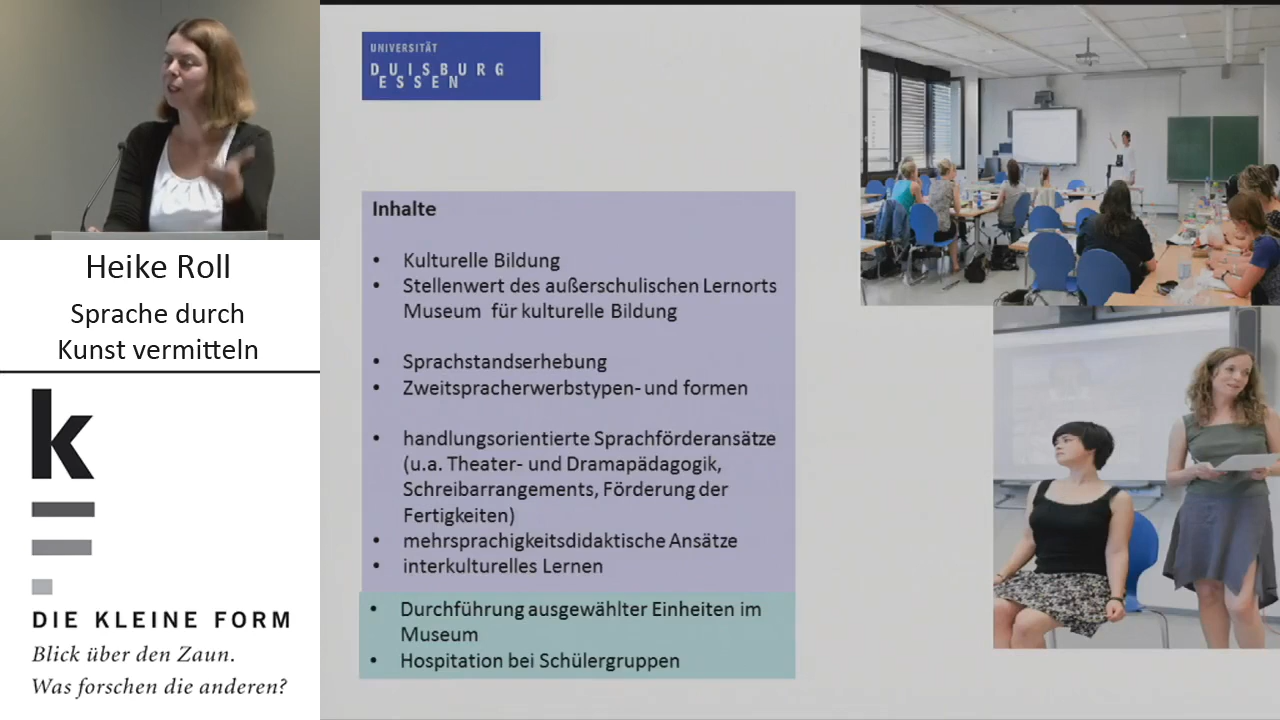 Heike Roll
Sprache durch
Kunst vermitteln
k
DIE KLEINE FORM
Blick über den Zaun.
Was forschen die anderen?
UNIVERSITÄT
DUISBURG
ESSEN
Inhalte
• Kulturelle Bildung
• Stellenwert des außerschulischen Lernorts
Museum für kulturelle Bildung
• Sprachstandserhebung
• Zweitspracherwerbstypen- und formen
• handlungsorientierte Sprachförderansätze
(u.a. Theater- und Dramapädagogik,
Schreibarrangements, Förderung der
Fertigkeiten)
• mehrsprachigkeitsdidaktische Ansätze
• interkulturelles Lernen
• Durchführung ausgewählter Einheiten im
Museum
• Hospitation bei Schülergruppen